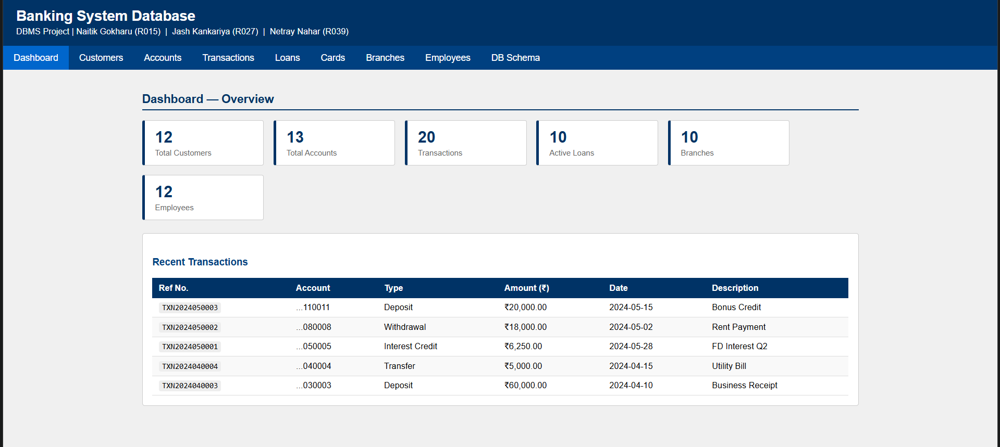 Banking System Database
DBMS Project | Naitik Gokharu (R015) | Jash Kankariya (R027) | Netray Nahar (R039)
Dashboard Customers Accounts Transactions Loans Cards Branches Employees DB Schema
Dashboard — Overview
12
Total Customers
13
Total Accounts
20
Transactions
10
Active Loans
10
Branches
12
Employees
Recent Transactions
Ref No. Account Type Amount (₹) Date Description
TXN2024050003 ...110011 Deposit ₹20,000.00 2024-05-15 Bonus Credit
TXN2024050002 ...080008 Withdrawal ₹18,000.00 2024-05-02 Rent Payment
TXN2024050001 ...050005 Interest Credit ₹6,250.00 2024-05-28 FD Interest Q2
TXN2024040004 ...040004 Transfer ₹5,000.00 2024-04-15 Utility Bill
TXN2024040003 ...030003 Deposit ₹60,000.00 2024-04-10 Business Receipt